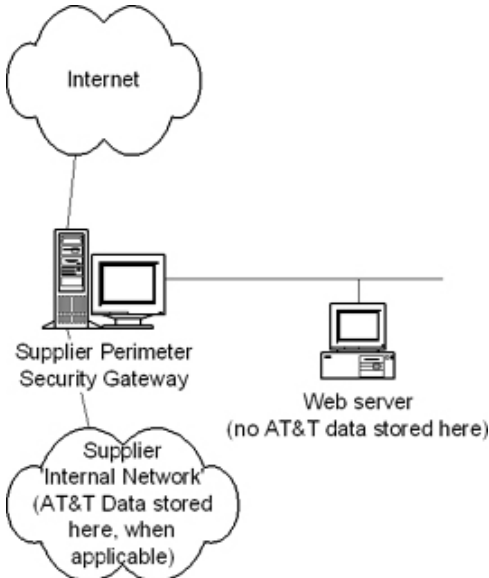 Internet
Supplier Perimeter
Security Gateway
Web server
(no AT&T data stored here)
Supplier
'Internal Network'
(AT&T Data stored
here, when
applicable)